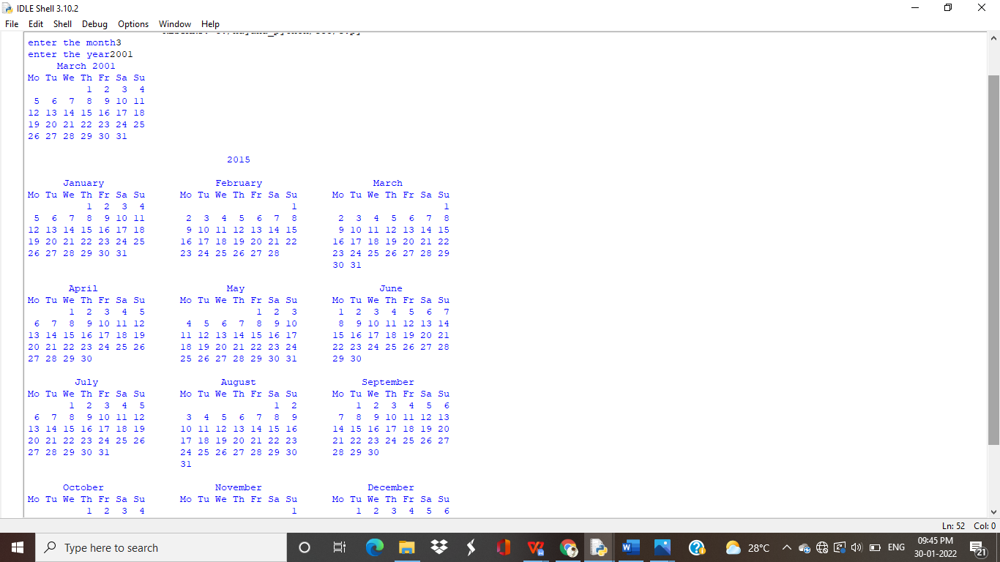 IDLE Shell 3.10.2
File Edit Shell Debug Options Window Help
enter the month3
enter the year2001
     March 2001
Mo Tu We Th Fr Sa Su
          1  2  3  4
 5  6  7  8  9 10 11
12 13 14 15 16 17 18
19 20 21 22 23 24 25
26 27 28 29 30 31
                                  2015
      January                   February                   March
Mo Tu We Th Fr Sa Su      Mo Tu We Th Fr Sa Su      Mo Tu We Th Fr Sa Su
          1  2  3  4                         1                         1
 5  6  7  8  9 10 11       2  3  4  5  6  7  8       2  3  4  5  6  7  8
12 13 14 15 16 17 18       9 10 11 12 13 14 15       9 10 11 12 13 14 15
19 20 21 22 23 24 25      16 17 18 19 20 21 22      16 17 18 19 20 21 22
26 27 28 29 30 31         23 24 25 26 27 28         23 24 25 26 27 28 29
                                                    30 31
       April                      May                       June
Mo Tu We Th Fr Sa Su      Mo Tu We Th Fr Sa Su      Mo Tu We Th Fr Sa Su
       1  2  3  4  5                   1  2  3       1  2  3  4  5  6  7
 6  7  8  9 10 11 12       4  5  6  7  8  9 10       8  9 10 11 12 13 14
13 14 15 16 17 18 19      11 12 13 14 15 16 17      15 16 17 18 19 20 21
20 21 22 23 24 25 26      18 19 20 21 22 23 24      22 23 24 25 26 27 28
27 28 29 30               25 26 27 28 29 30 31      29 30
        July                     August                  September
Mo Tu We Th Fr Sa Su      Mo Tu We Th Fr Sa Su      Mo Tu We Th Fr Sa Su
       1  2  3  4  5                      1  2          1  2  3  4  5  6
 6  7  8  9 10 11 12       3  4  5  6  7  8  9       7  8  9 10 11 12 13
13 14 15 16 17 18 19      10 11 12 13 14 15 16      14 15 16 17 18 19 20
20 21 22 23 24 25 26      17 18 19 20 21 22 23      21 22 23 24 25 26 27
27 28 29 30 31            24 25 26 27 28 29 30      28 29 30
                          31
      October                   November                  December
Mo Tu We Th Fr Sa Su      Mo Tu We Th Fr Sa Su      Mo Tu We Th Fr Sa Su
          1  2  3  4                         1          1  2  3  4  5  6
Ln: 52 Col: 0
Type here to search
28°C
ENG
09:45 PM
30-01-2022
21